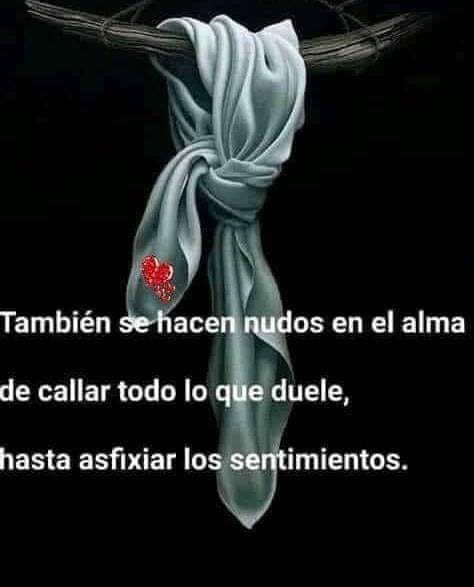 También se hacen nudos en el alma
de callar todo lo que duele,
hasta asfixiar los sentimientos.